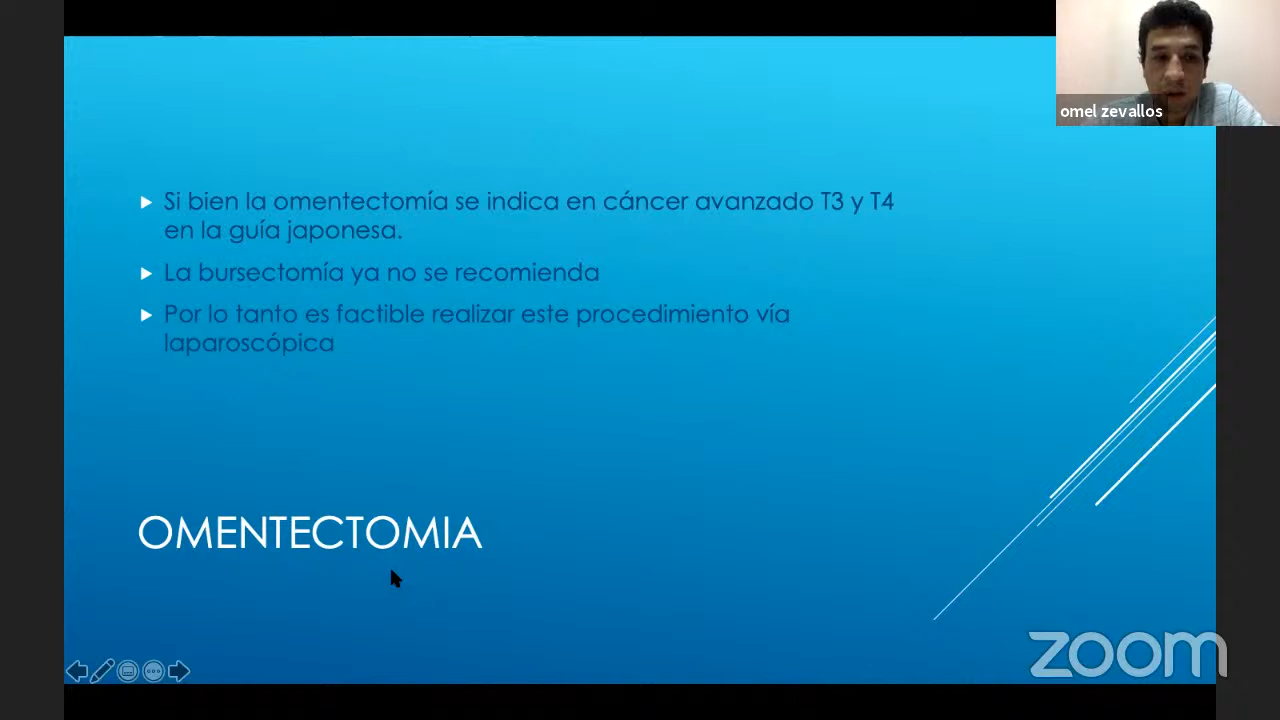 omel zevallos
Si bien la omentectomía se indica en cáncer avanzado T3 y T4
en la guía japonesa.
La bursectomía ya no se recomienda
Por lo tanto es factible realizar este procedimiento vía
laparoscópica
OMENTECTOMIA
zoom